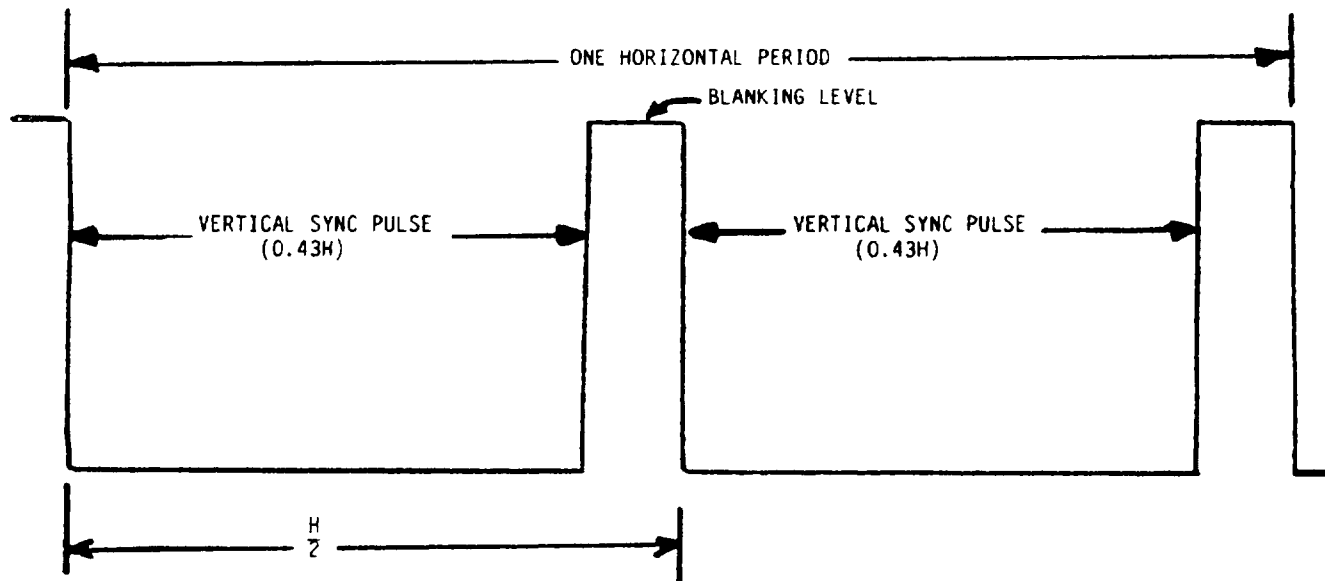 ONE HORIZONTAL PERIOD
BLANKING LEVEL
VERTICAL SYNC PULSE
(0.43H)
VERTICAL SYNC PULSE
(0.43H)
H
2